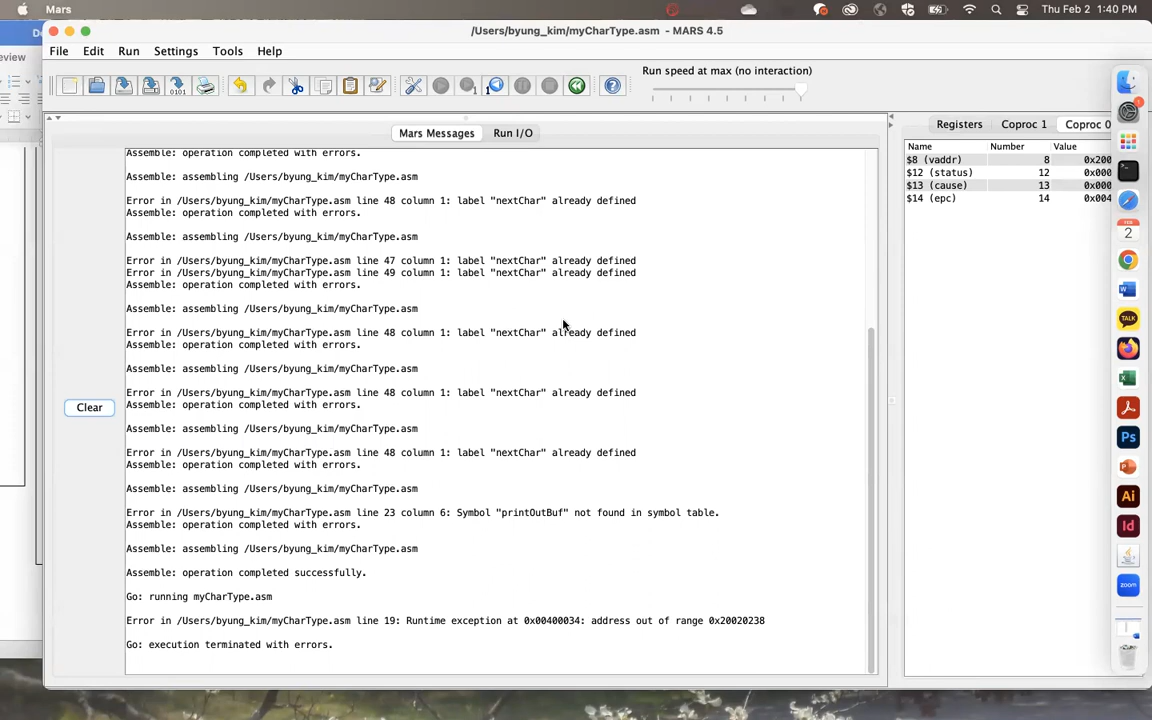 Mars
Thu Feb 2 1:40 PM
/Users/byung_kim/myCharType.asm - MARS 4.5
File Edit Run Settings Tools Help
Run speed at max (no interaction)
Mars Messages Run I/O
Registers Coproc 1 Coproc 0
Name Number Value
$8 (vaddr) 8 0x200
$12 (status) 12 0x000
$13 (cause) 13 0x000
$14 (epc) 14 0x004
Assemble: operation completed with errors.
Assemble: assembling /Users/byung_kim/myCharType.asm
Error in /Users/byung_kim/myCharType.asm line 48 column 1: label "nextChar" already defined
Assemble: operation completed with errors.
Assemble: assembling /Users/byung_kim/myCharType.asm
Error in /Users/byung_kim/myCharType.asm line 47 column 1: label "nextChar" already defined
Error in /Users/byung_kim/myCharType.asm line 49 column 1: label "nextChar" already defined
Assemble: operation completed with errors.
Assemble: assembling /Users/byung_kim/myCharType.asm
Error in /Users/byung_kim/myCharType.asm line 48 column 1: label "nextChar" already defined
Assemble: operation completed with errors.
Assemble: assembling /Users/byung_kim/myCharType.asm
Error in /Users/byung_kim/myCharType.asm line 48 column 1: label "nextChar" already defined
Assemble: operation completed with errors.
Assemble: assembling /Users/byung_kim/myCharType.asm
Error in /Users/byung_kim/myCharType.asm line 48 column 1: label "nextChar" already defined
Assemble: operation completed with errors.
Assemble: assembling /Users/byung_kim/myCharType.asm
Error in /Users/byung_kim/myCharType.asm line 23 column 6: Symbol "printOutBuf" not found in symbol table.
Assemble: operation completed with errors.
Assemble: assembling /Users/byung_kim/myCharType.asm
Assemble: operation completed successfully.
Go: running myCharType.asm
Error in /Users/byung_kim/myCharType.asm line 19: Runtime exception at 0x00400034: address out of range 0x20020238
Go: execution terminated with errors.
Clear
FEB
2
TALK
Ps
Ai
Id
zoom